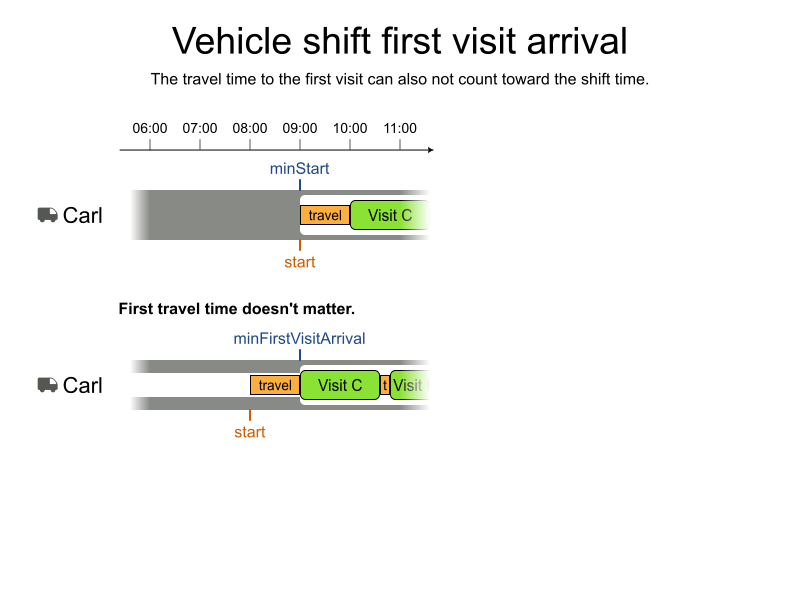 Vehicle shift first visit arrival
The travel time to the first visit can also not count toward the shift time.
06:00 07:00 08:00 09:00 10:00 11:00
minStart
Carl travel Visit C
start
First travel time doesn't matter.
minFirstVisitArrival
Carl travel Visit C t Visit
start